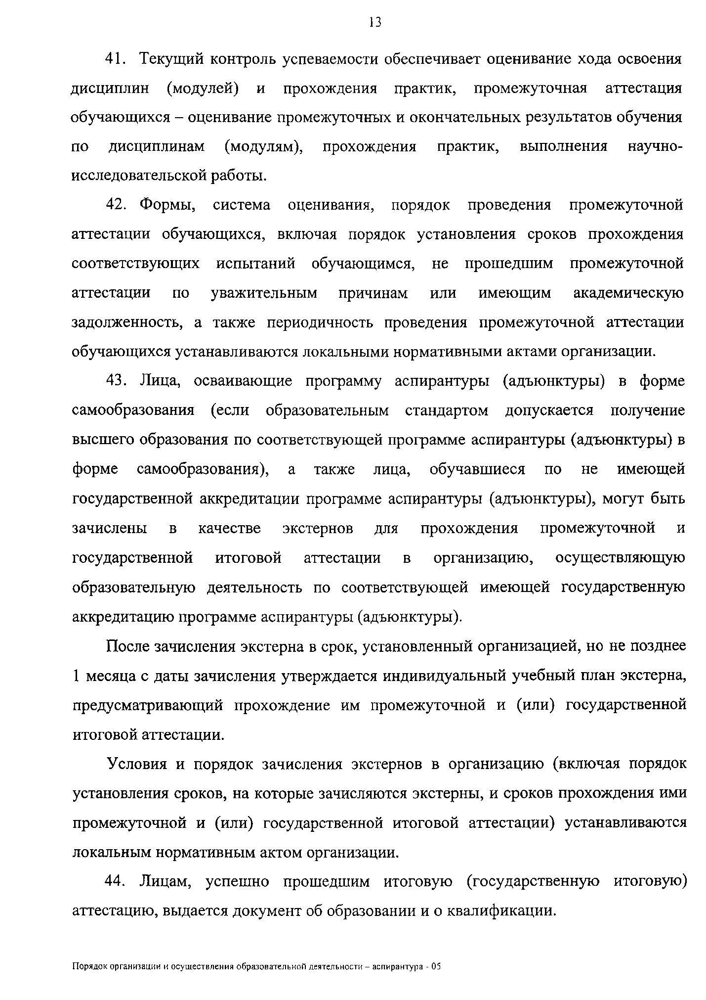 13
41. Текущий контроль успеваемости обеспечивает оценивание хода освоения
дисциплин (модулей) и прохождения практик, промежуточная аттестация
обучающихся – оценивание промежуточных и окончательных результатов обучения
по дисциплинам (модулям), прохождения практик, выполнения научно-
исследовательской работы.
42. Формы, система оценивания, порядок проведения промежуточной
аттестации обучающихся, включая порядок установления сроков прохождения
соответствующих испытаний обучающимся, не прошедшим промежуточной
аттестации по уважительным причинам или имеющим академическую
задолженность, а также периодичность проведения промежуточной аттестации
обучающихся устанавливаются локальными нормативными актами организации.
43. Лица, осваивающие программу аспирантуры (адъюнктуры) в форме
самообразования (если образовательным стандартом допускается получение
высшего образования по соответствующей программе аспирантуры (адъюнктуры) в
форме самообразования), а также лица, обучавшиеся по не имеющей
государственной аккредитации программе аспирантуры (адъюнктуры), могут быть
зачислены в качестве экстернов для прохождения промежуточной и
государственной итоговой аттестации в организацию, осуществляющую
образовательную деятельность по соответствующей имеющей государственную
аккредитацию программе аспирантуры (адъюнктуры).
После зачисления экстерна в срок, установленный организацией, но не позднее
1 месяца с даты зачисления утверждается индивидуальный учебный план экстерна,
предусматривающий прохождение им промежуточной и (или) государственной
итоговой аттестации.
Условия и порядок зачисления экстернов в организацию (включая порядок
установления сроков, на которые зачисляются экстерны, и сроков прохождения ими
промежуточной и (или) государственной итоговой аттестации) устанавливаются
локальным нормативным актом организации.
44. Лицам, успешно прошедшим итоговую (государственную итоговую)
аттестацию, выдается документ об образовании и о квалификации.
Порядок организации и осуществления образовательной деятельности – аспирантура - 05